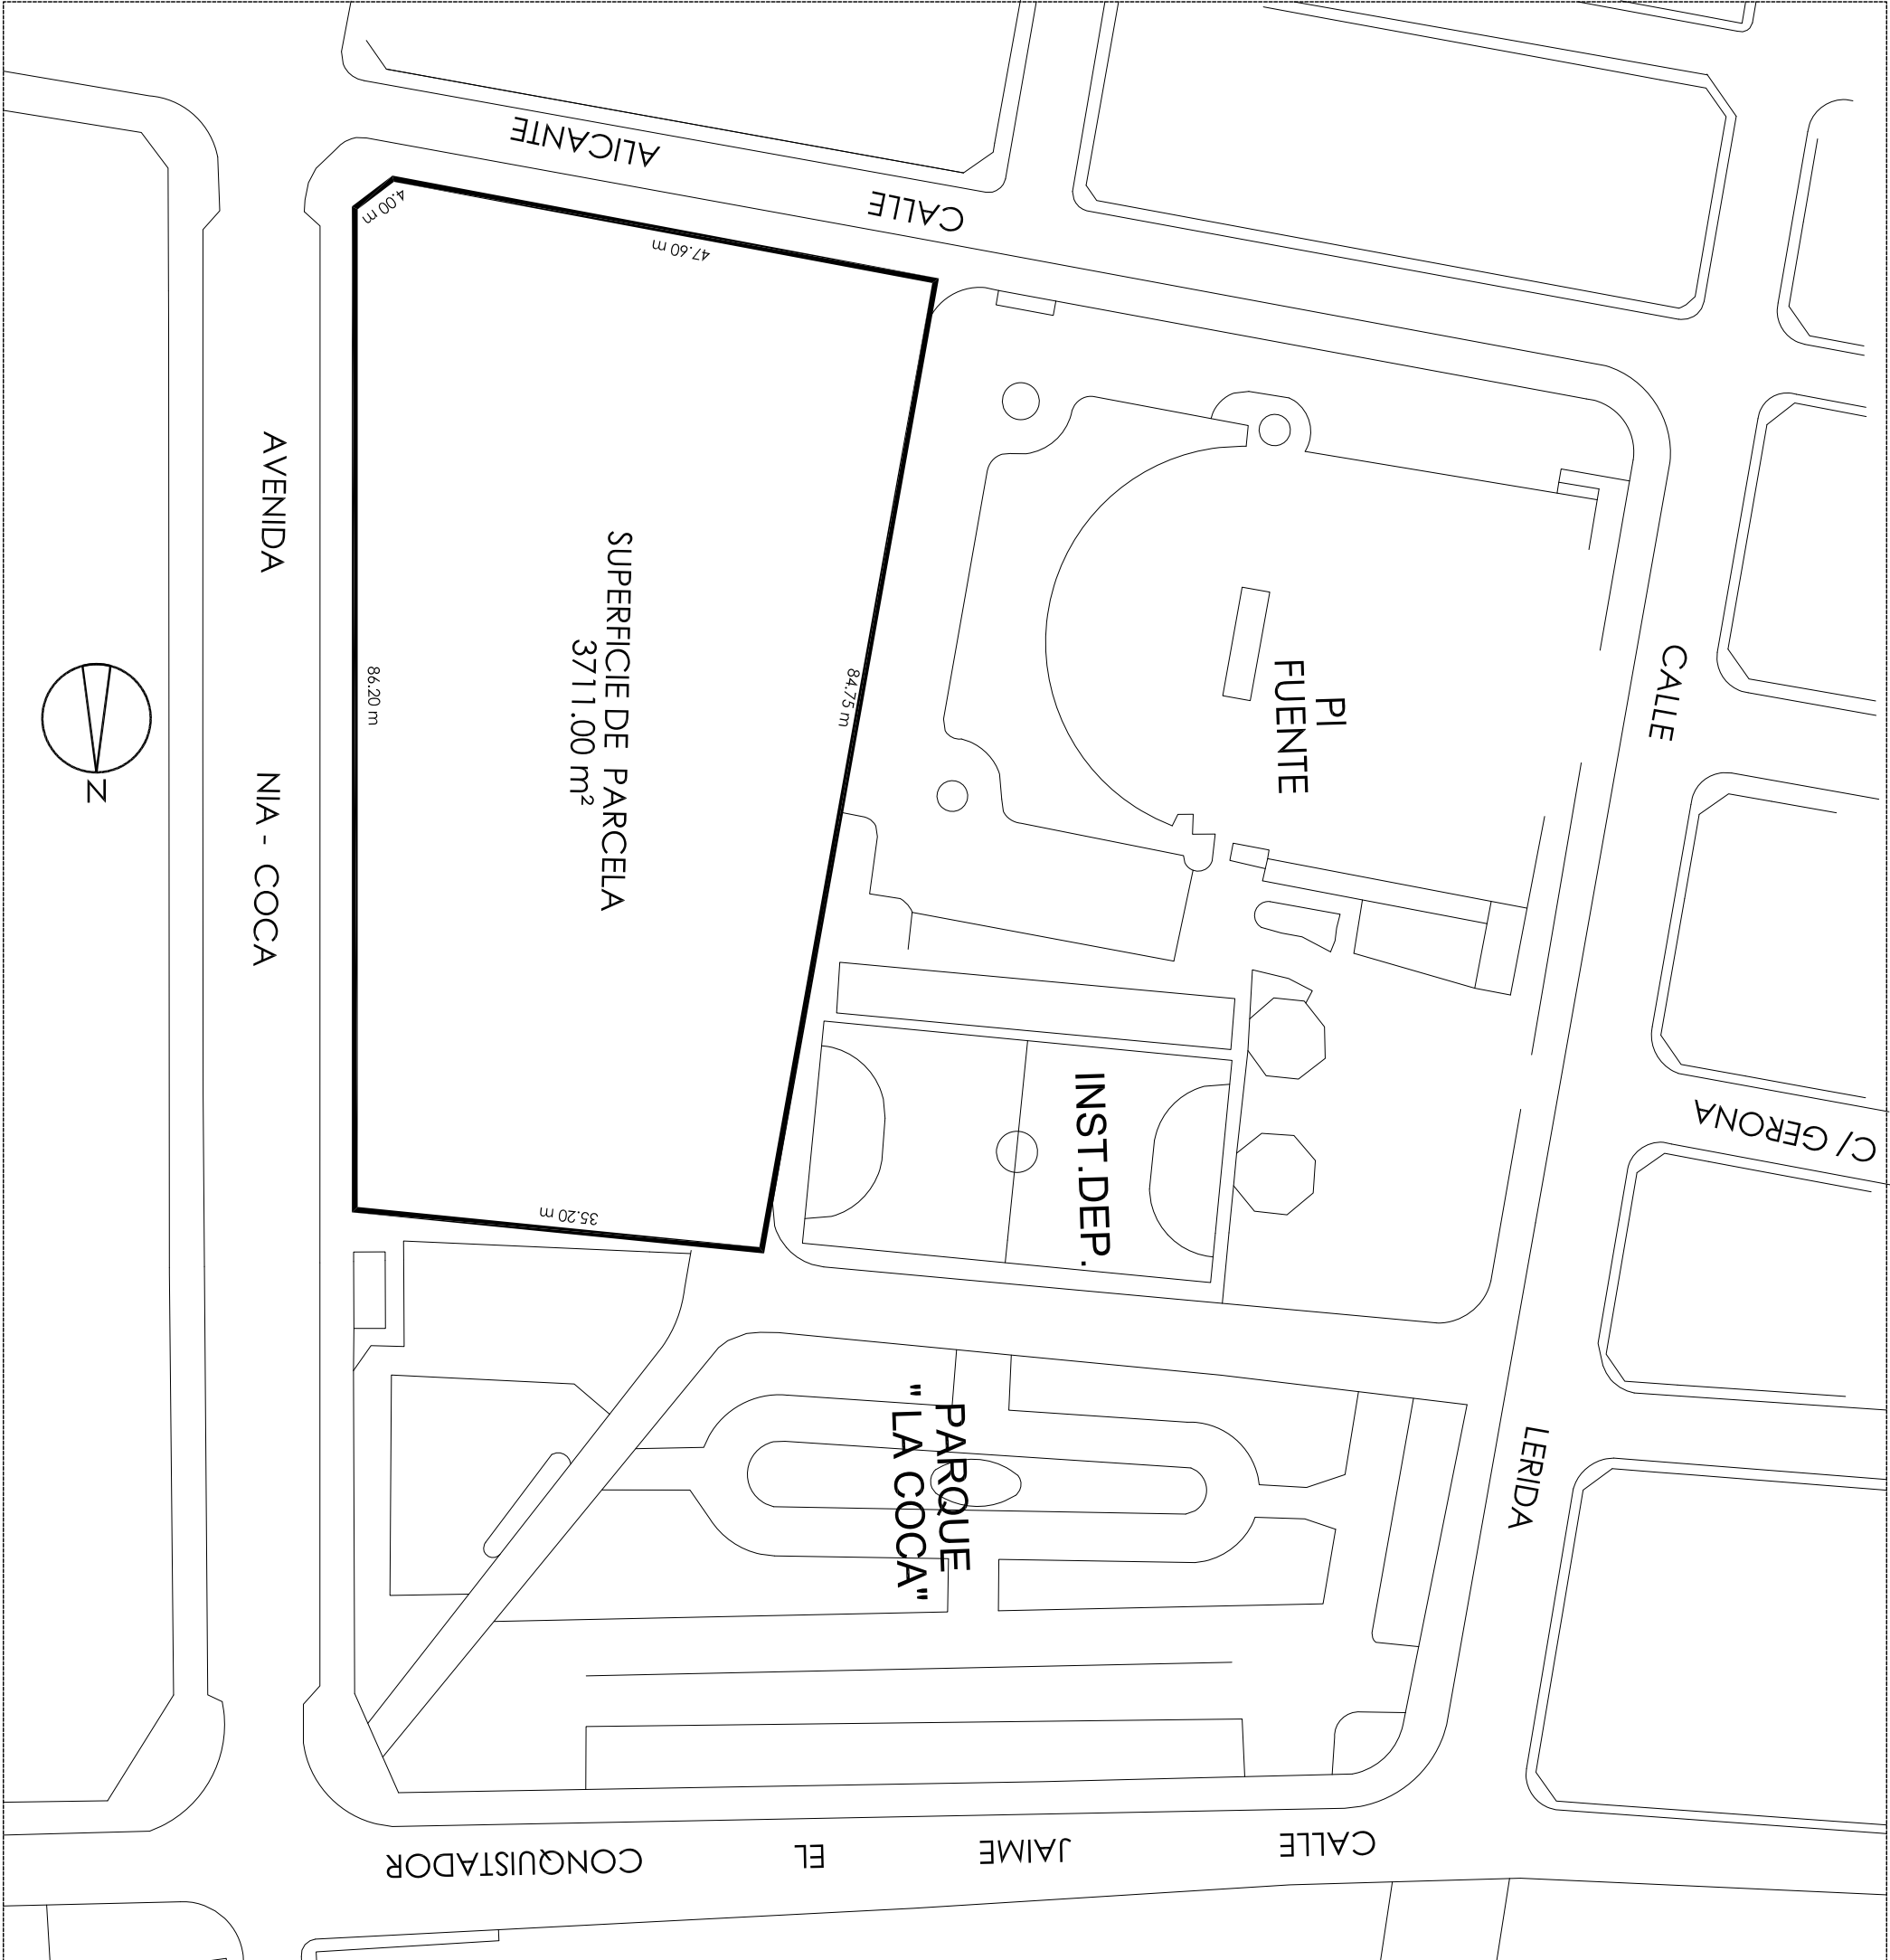 CALLE
ALICANTE
4.00 m
47.60 m
AVENIDA
NIA - COCA
86.20 m
84.75 m
SUPERFICIE DE PARCELA
3711.00 m²
35.20 m
N
PI
FUENTE
CALLE
LERIDA
C/ GERONA
INST.DEP.
PARQUE
"LA COCA"
CALLE JAIME EL CONQUISTADOR